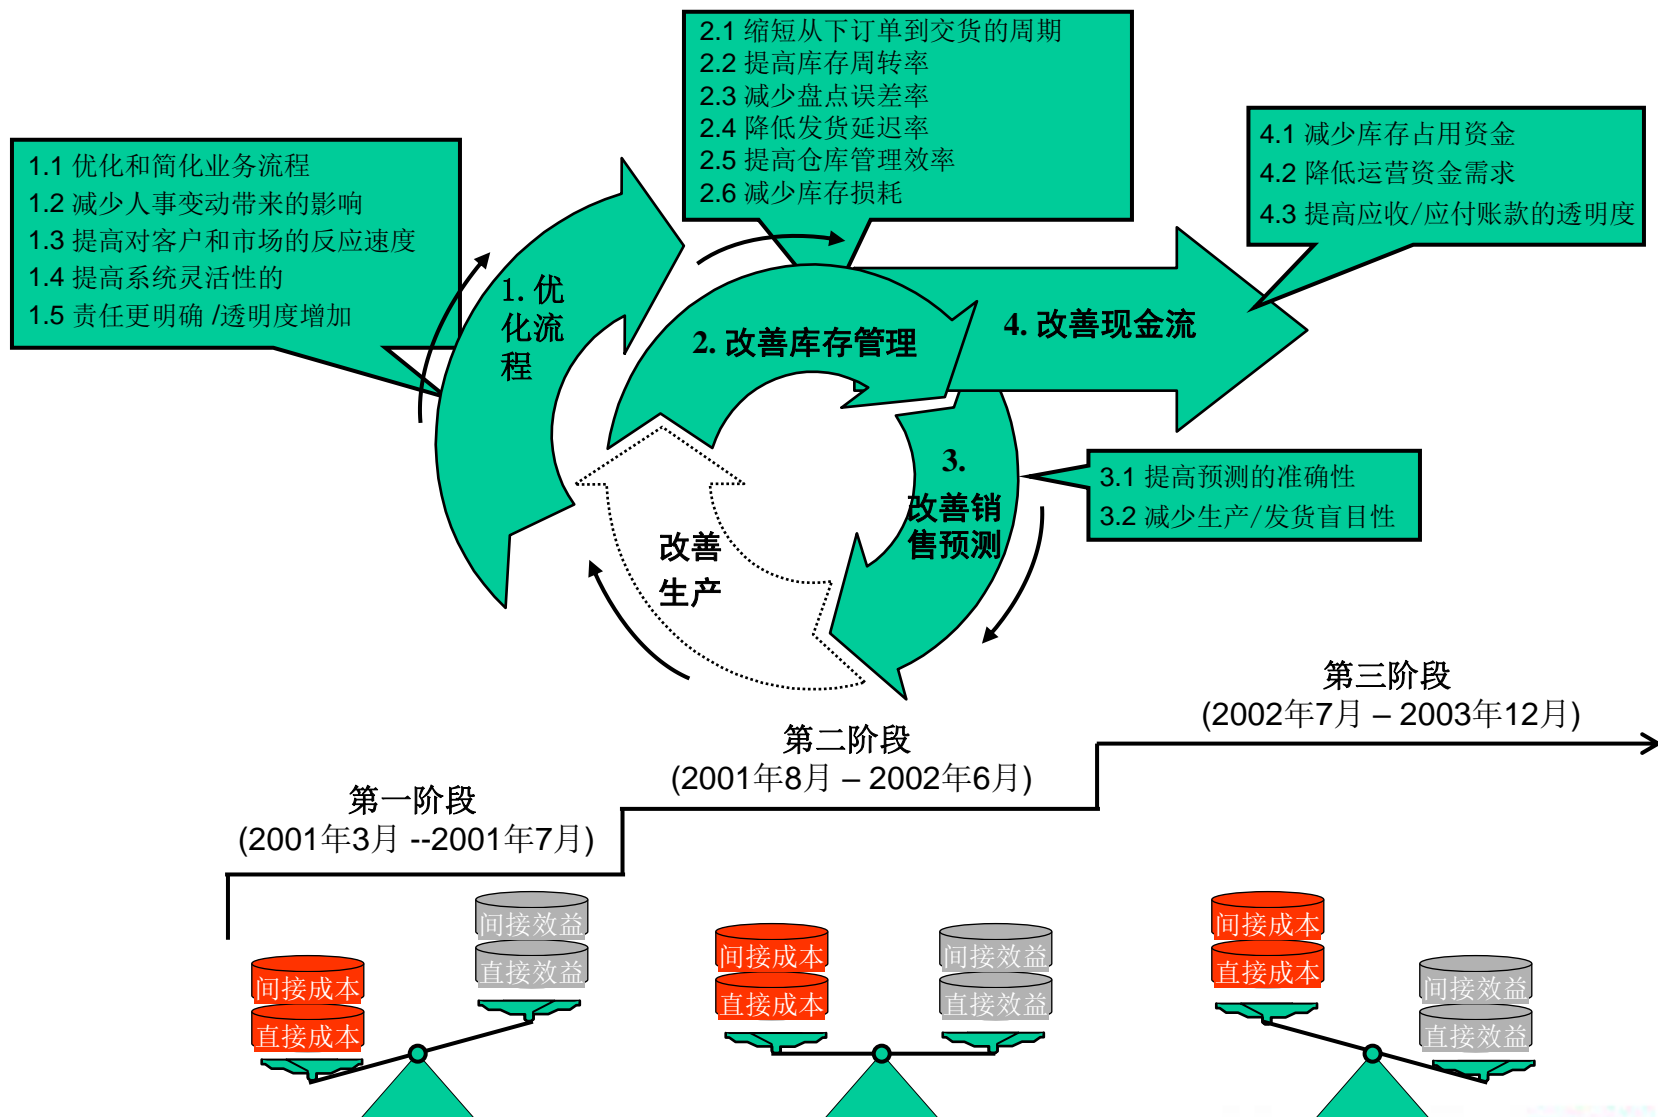 2.1 缩短从下订单到交货的周期
2.2 提高库存周转率
2.3 减少盘点误差率
2.4 降低发货延迟率
2.5 提高仓库管理效率
2.6 减少库存损耗
4.1 减少库存占用资金
4.2 降低运营资金需求
4.3 提高应收/应付账款的透明度
1.1 优化和简化业务流程
1.2 减少人事变动带来的影响
1.3 提高对客户和市场的反应速度
1.4 提高系统灵活性的
1.5 责任更明确 /透明度增加
1. 优
化流
程
2. 改善库存管理
4. 改善现金流
3.
改善销
售预测
3.1 提高预测的准确性
3.2 减少生产/发货盲目性
改善
生产
第三阶段
(2002年7月 – 2003年12月)
第二阶段
(2001年8月 – 2002年6月)
第一阶段
(2001年3月 --2001年7月)
间接成本
直接成本
间接效益
直接效益
间接成本
直接成本
间接效益
直接效益
间接成本
直接成本
间接效益
直接效益